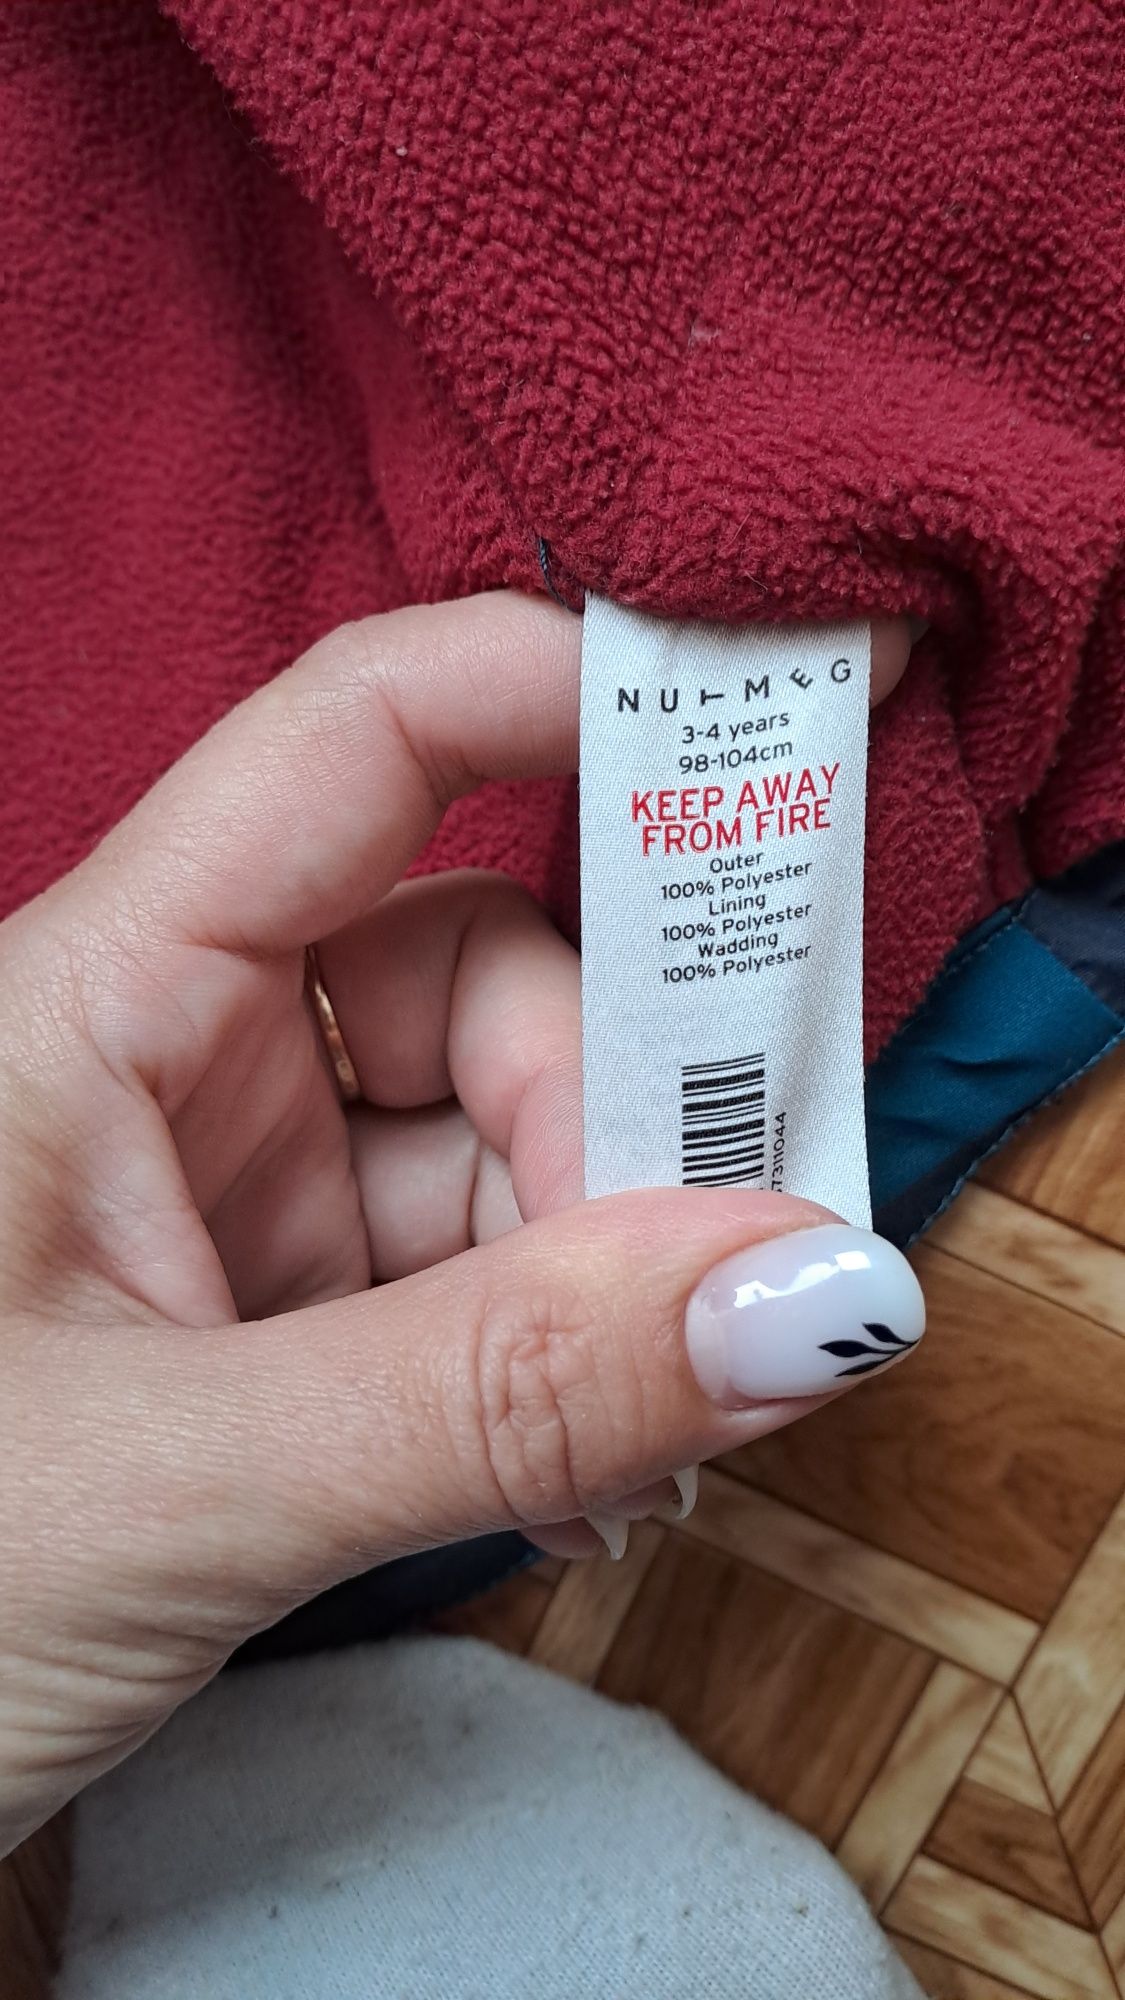 NUTMEG
3-4 years
98-104cm
KEEP AWAY
FROM FIRE
Outer
100% Polyester
Lining
100% Polyester
Wadding
100% Polyester
7311044